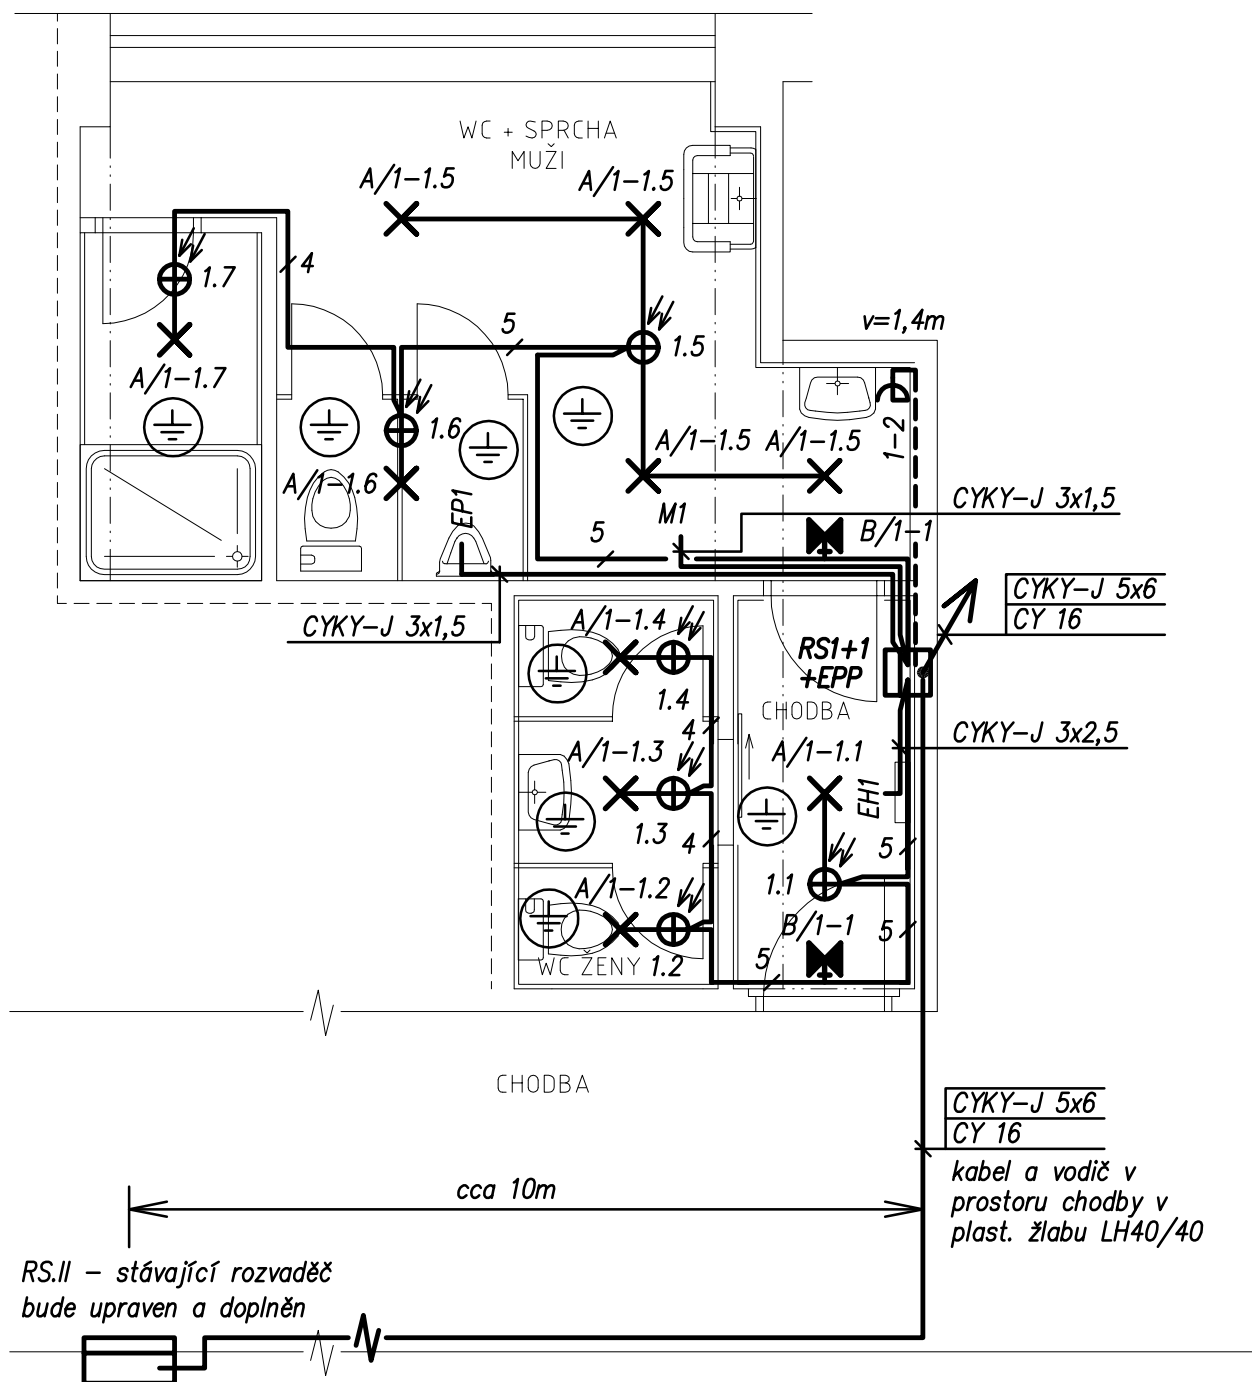 WC + SPRCHA
MUŽI
A/1-1.5
A/1-1.5
4
1.7
5
1.5
v=1,4m
A/1-1.7
1.6
A/1-1.5
A/1-1.5
1-2
A/1-1.6
EP1
M1
CYKY-J 3x1,5
5
B/1-1
CYKY-J 5x6
CY 16
CYKY-J 3x1,5
A/1-1.4
RS1+1
+EPP
1.4
CHODBA
4
CYKY-J 3x2,5
A/1-1.3
A/1-1.1
EH1
1.3
4
5
A/1-1.2
1.1
B/1-1
5
5
WC ŽENY
1.2
CHODBA
CYKY-J 5x6
CY 16
kabel a vodič v
prostoru chodby v
plast. žlabu LH40/40
cca 10m
RS.II - stávající rozvaděč
bude upraven a doplněn